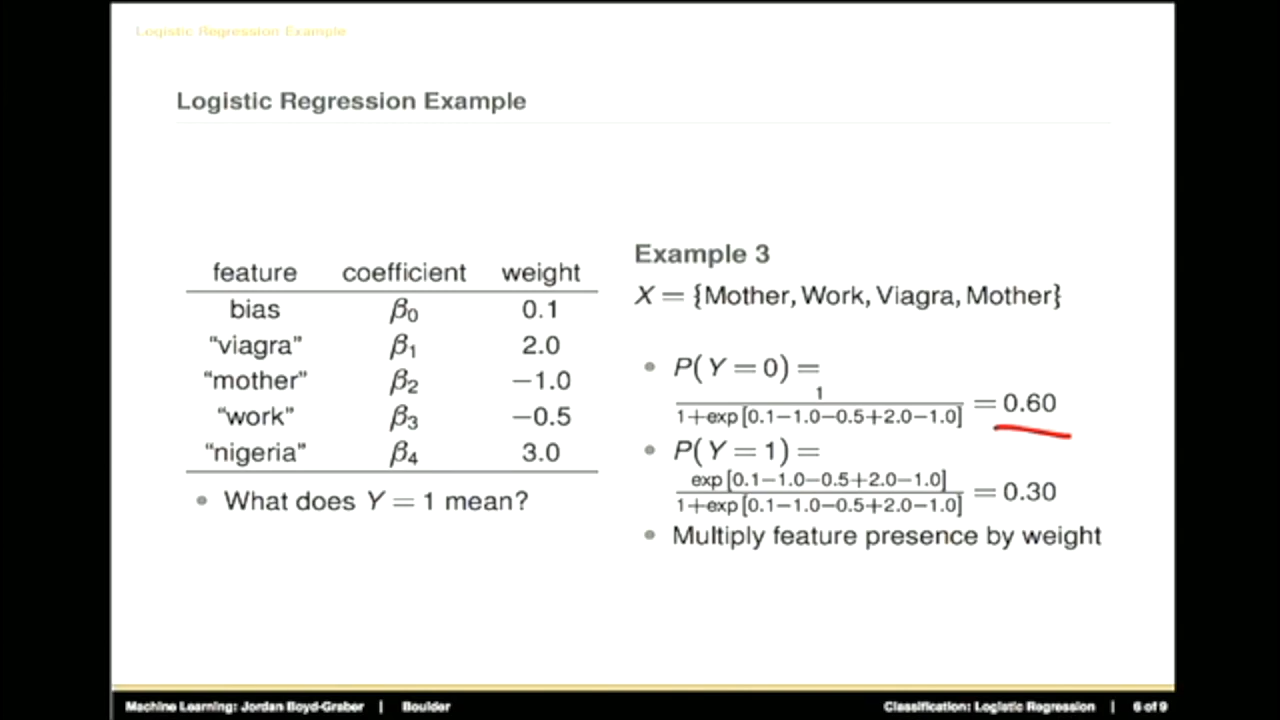 Logistic Regression Example
Logistic Regression Example
feature coefficient weight
bias β0 0.1
“viagra” β1 2.0
“mother” β2 −1.0
“work” β3 −0.5
“nigeria” β4 3.0
• What does Y = 1 mean?
Example 3
X = {Mother, Work, Viagra, Mother}
• P(Y = 0) =
1
1+exp[0.1−1.0−0.5+2.0−1.0] = 0.60
• P(Y = 1) =
exp[0.1−1.0−0.5+2.0−1.0]
1+exp[0.1−1.0−0.5+2.0−1.0] = 0.30
• Multiply feature presence by weight
Machine Learning: Jordan Boyd-Graber | Boulder
Classification: Logistic Regression | 6 of 9